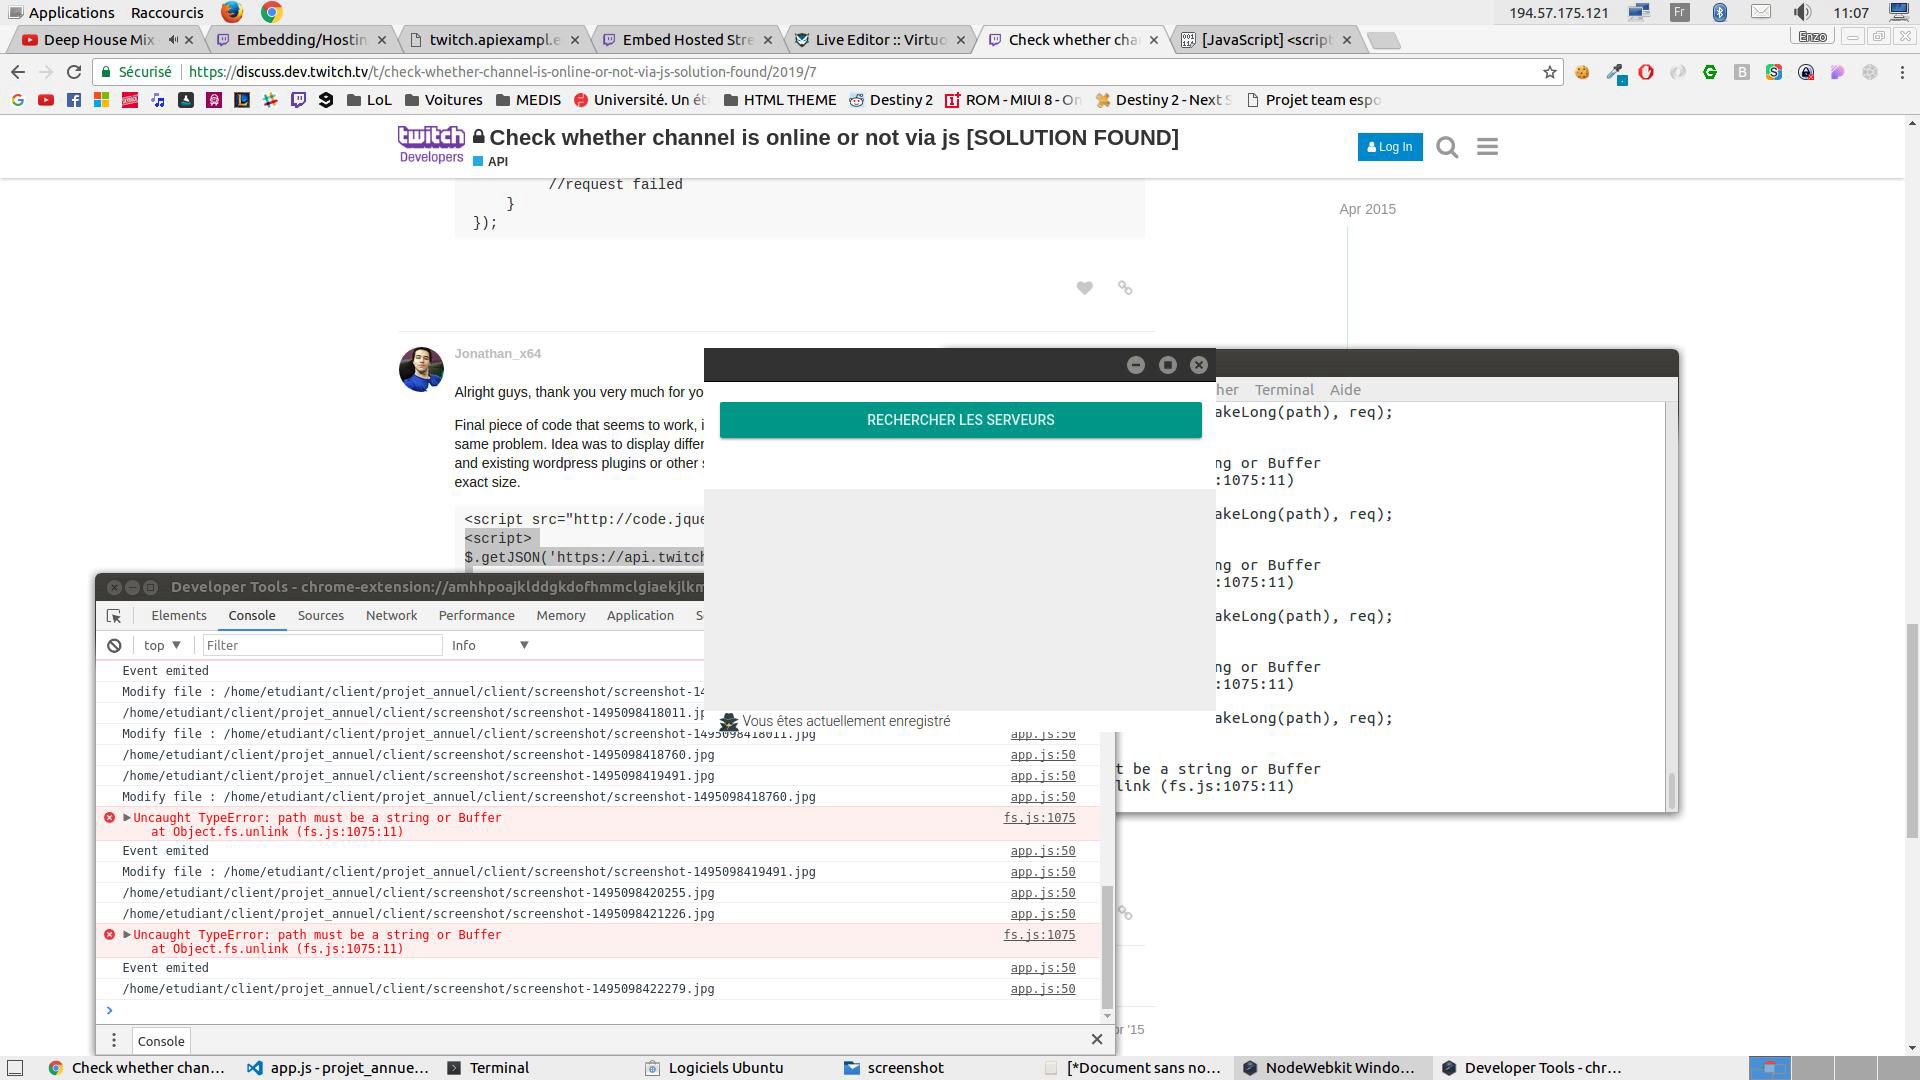 Applications Raccourcis 194.57.175.121 Fr 11:07
Deep House Mix Embedding/Hostin twitch.apiexampl.e Embed Hosted Stre Live Editor :: Virtuo Check whether cha [JavaScript] <script Enzo
Sécurisé https://discuss.dev.twitch.tv/t/check-whether-channel-is-online-or-not-via-js-solution-found/2019/7
LoL Voitures MEDIS Université. Un ét HTML THEME Destiny 2 ROM - MIUI 8 - On Destiny 2 - Next S Projet team espo
twitch Developers
Check whether channel is online or not via js [SOLUTION FOUND]
API
Log In
//request failed
}
});
Apr 2015
Jonathan_x64
Alright guys, thank you very much for yo
Final piece of code that seems to work, i
same problem. Idea was to display differ
and existing wordpress plugins or other s
exact size.
<script src="http://code.jque
<script>
$.getJSON('https://api.twitch
RECHERCHER LES SERVEURS
Vous êtes actuellement enregistré
her Terminal Aide
akeLong(path), req);
ng or Buffer
:1075:11)
akeLong(path), req);
ng or Buffer
:1075:11)
akeLong(path), req);
ng or Buffer
:1075:11)
akeLong(path), req);
t be a string or Buffer
link (fs.js:1075:11)
Developer Tools - chrome-extension://amhhpoajklddgkdofhmmclgiaekjlkm
Elements Console Sources Network Performance Memory Application S
top Filter Info
Event emited
Modify file : /home/etudiant/client/projet_annuel/client/screenshot/screenshot-14
/home/etudiant/client/projet_annuel/client/screenshot/screenshot-1495098418011.jp
Modify file : /home/etudiant/client/projet_annuel/client/screenshot/screenshot-1495098418011.jpg app.js:50
/home/etudiant/client/projet_annuel/client/screenshot/screenshot-1495098418760.jpg app.js:50
/home/etudiant/client/projet_annuel/client/screenshot/screenshot-1495098419491.jpg app.js:50
Modify file : /home/etudiant/client/projet_annuel/client/screenshot/screenshot-1495098418760.jpg app.js:50
Uncaught TypeError: path must be a string or Buffer fs.js:1075
at Object.fs.unlink (fs.js:1075:11)
Event emited app.js:50
Modify file : /home/etudiant/client/projet_annuel/client/screenshot/screenshot-1495098419491.jpg app.js:50
/home/etudiant/client/projet_annuel/client/screenshot/screenshot-1495098420255.jpg app.js:50
/home/etudiant/client/projet_annuel/client/screenshot/screenshot-1495098421226.jpg app.js:50
Uncaught TypeError: path must be a string or Buffer fs.js:1075
at Object.fs.unlink (fs.js:1075:11)
Event emited app.js:50
/home/etudiant/client/projet_annuel/client/screenshot/screenshot-1495098422279.jpg app.js:50
Console
pr '15
Check whether chan... app.js - projet_annue... Terminal Logiciels Ubuntu screenshot [*Document sans no... NodeWebkit Windo... Developer Tools - chr...